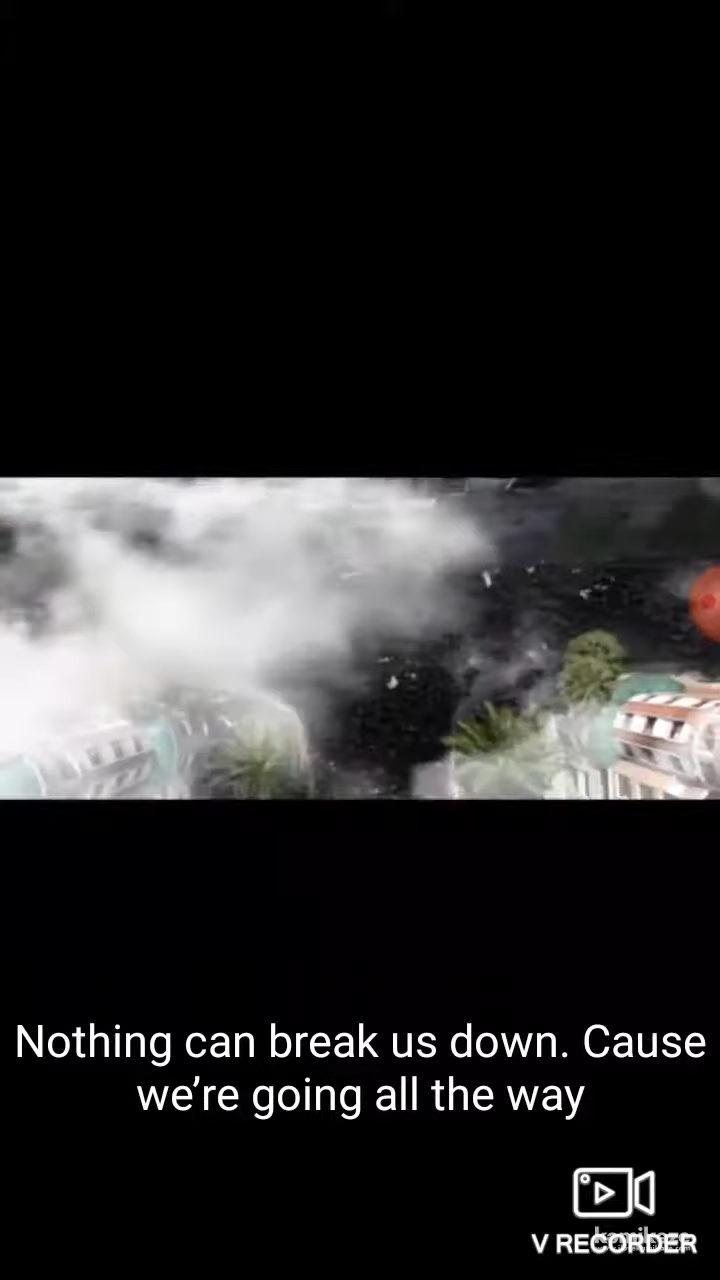 Nothing can break us down. Cause
we’re going all the way
V RECORDER